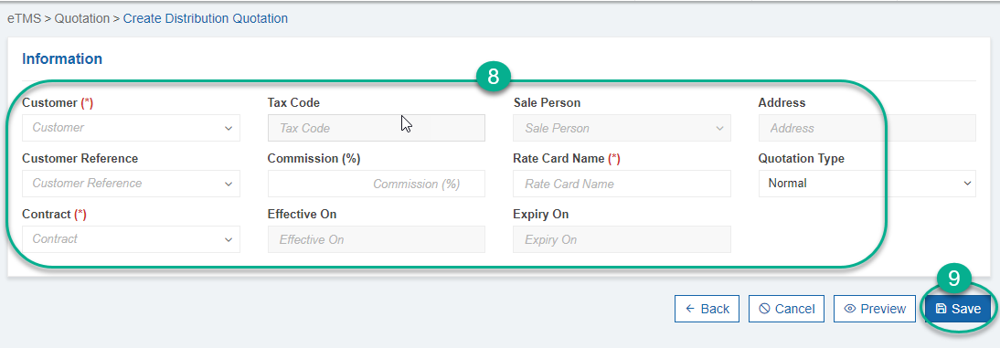 eTMS > Quotation > Create Distribution Quotation
Information
8
Customer (*) Tax Code Sale Person Address
Customer Tax Code Sale Person Address
Customer Reference Commission (%) Rate Card Name (*) Quotation Type
Customer Reference Commission (%) Rate Card Name Normal
Contract (*) Effective On Expiry On
Contract Effective On Expiry On
9
Back Cancel Preview Save